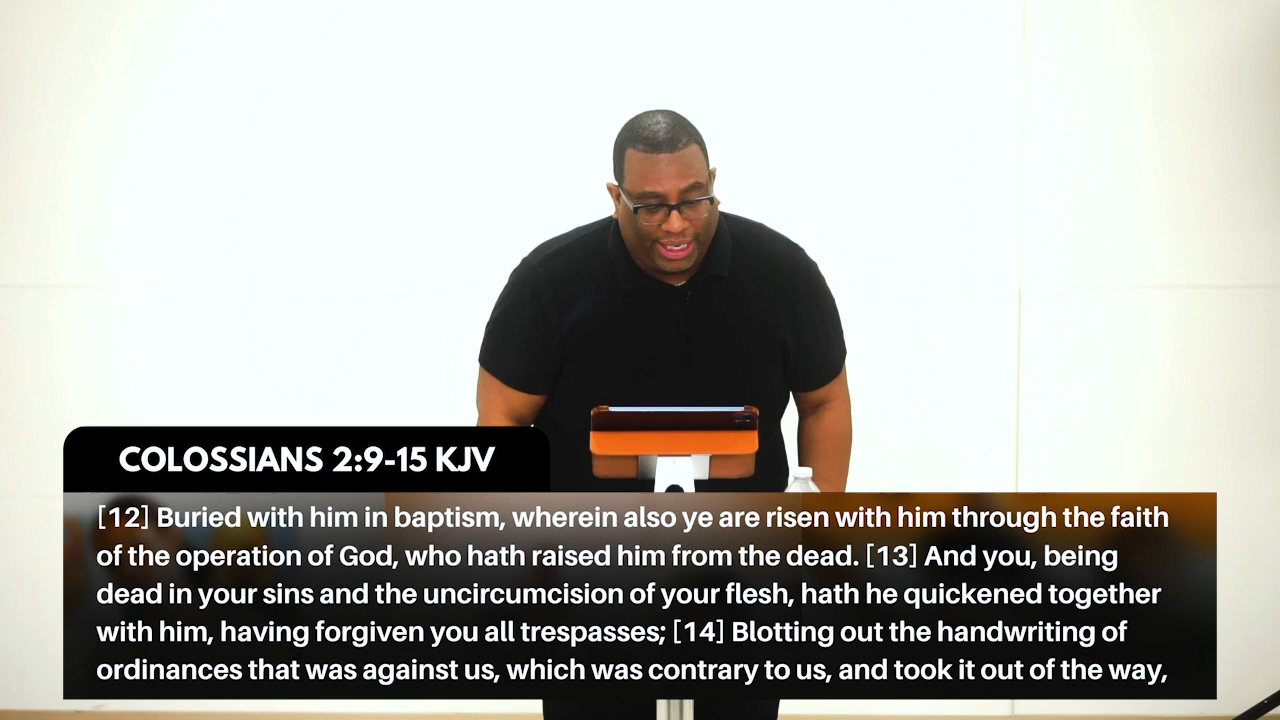 COLOSSIANS 2:9-15 KJV
[12] Buried with him in baptism, wherein also ye are risen with him through the faith
of the operation of God, who hath raised him from the dead. [13] And you, being
dead in your sins and the uncircumcision of your flesh, hath he quickened together
with him, having forgiven you all trespasses; [14] Blotting out the handwriting of
ordinances that was against us, which was contrary to us, and took it out of the way,